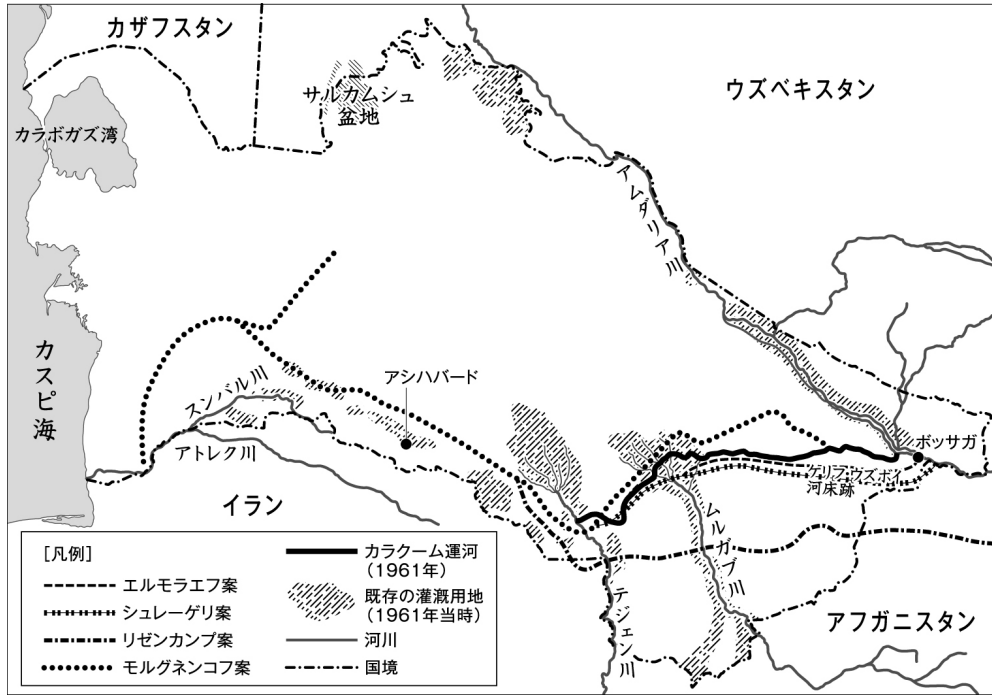 カザフスタン
サルカムシュ
盆地
ウズベキスタン
カラボガズ湾
アムダリア川
カスピ海
スンバル川
アシハバード
アトレク川
ボッサガ
ケリフ・ウズボイ
河床跡
イラン
ムルガブ川
テジェン川
アフガニスタン
[凡例]
エルモラエフ案
シュレーゲリ案
リゼンカンプ案
モルグネンコフ案
カラクーム運河
(1961年)
既存の灌漑用地
(1961年当時)
河川
国境